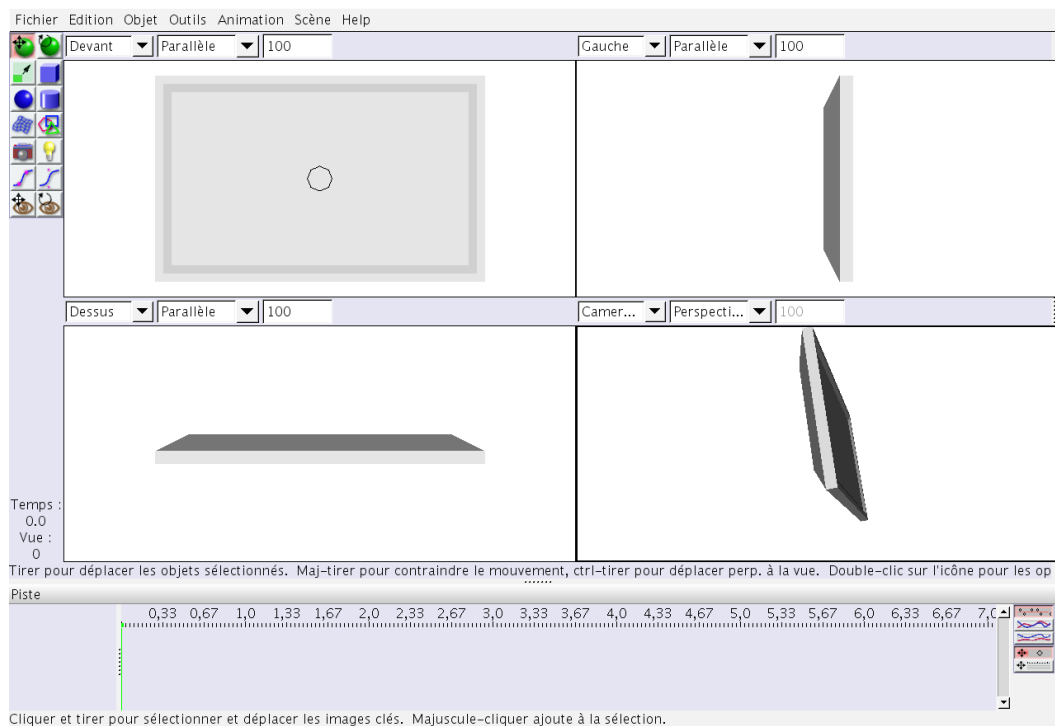 Fichier Edition Objet Outils Animation Scène Help
Devant Parallèle 100 Gauche Parallèle 100
Dessus Parallèle 100 Camer... Perspecti... 100
Temps :
0.0
Vue :
0
Tirer pour déplacer les objets sélectionnés. Maj-tirer pour contraindre le mouvement, ctrl-tirer pour déplacer perp. à la vue. Double-clic sur l'icône pour les op
Piste
0,33 0,67 1,0 1,33 1,67 2,0 2,33 2,67 3,0 3,33 3,67 4,0 4,33 4,67 5,0 5,33 5,67 6,0 6,33 6,67 7,0
Cliquer et tirer pour sélectionner et déplacer les images clés. Majuscule-cliquer ajoute à la sélection.